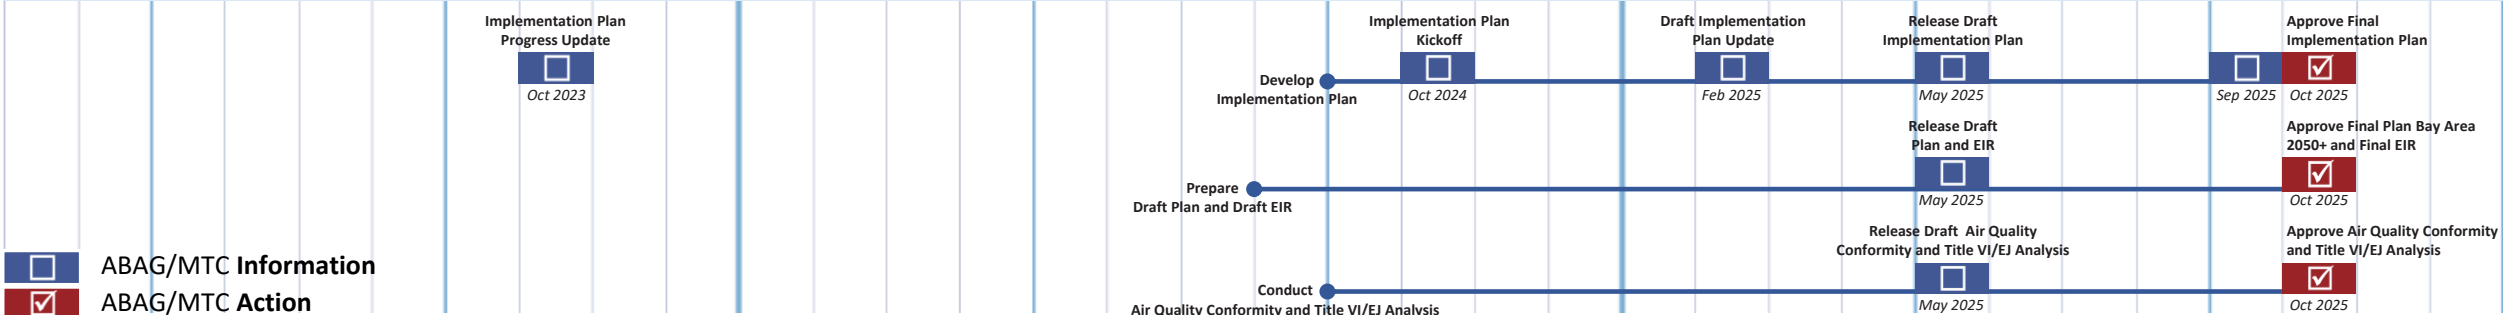 Implementation Plan
Progress Update
Oct 2023
Implementation Plan
Kickoff
Oct 2024
Draft Implementation
Plan Update
Feb 2025
Release Draft
Implementation Plan
May 2025
Approve Final
Implementation Plan
Sep 2025
Oct 2025
Develop
Implementation Plan
Release Draft
Plan and EIR
May 2025
Approve Final Plan Bay Area
2050+ and Final EIR
Oct 2025
Prepare
Draft Plan and Draft EIR
Release Draft Air Quality
Conformity and Title VI/EJ Analysis
May 2025
Approve Air Quality Conformity
and Title VI/EJ Analysis
Oct 2025
Conduct
Air Quality Conformity and Title VI/EJ Analysis
ABAG/MTC Information
ABAG/MTC Action